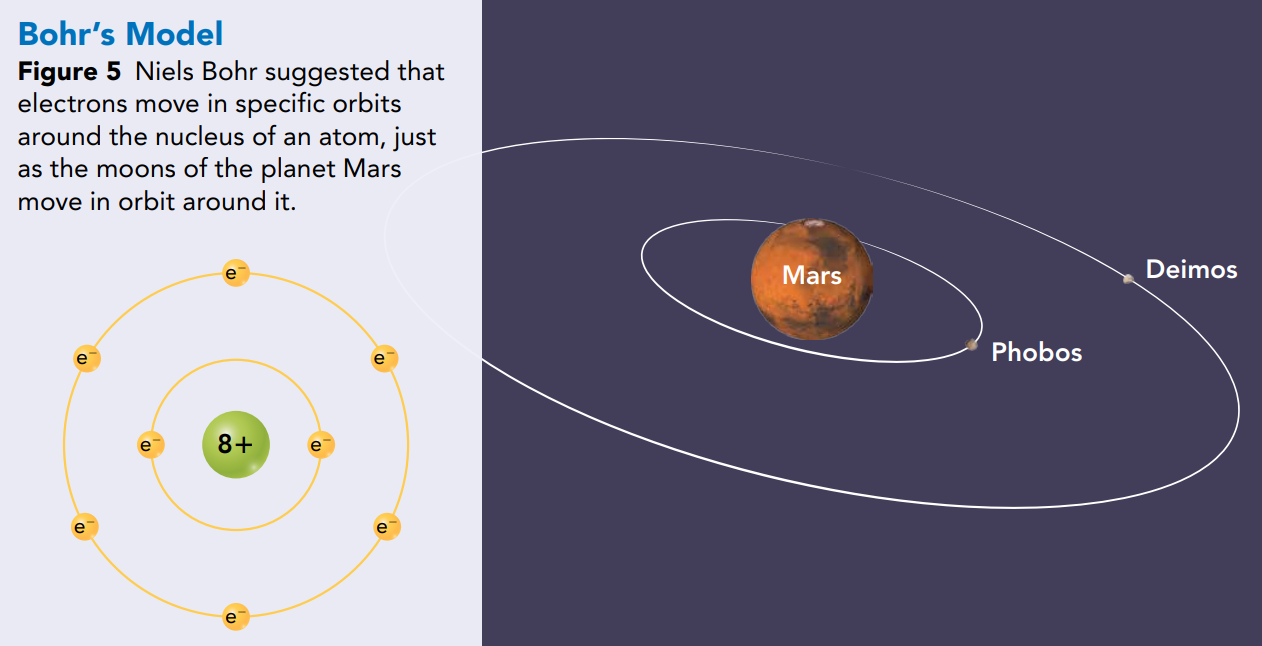 Bohr’s Model
Figure 5 Niels Bohr suggested that
electrons move in specific orbits
around the nucleus of an atom, just
as the moons of the planet Mars
move in orbit around it.
e⁻
e⁻
e⁻
e⁻
8+
e⁻
e⁻
e⁻
e⁻
Mars
Deimos
Phobos